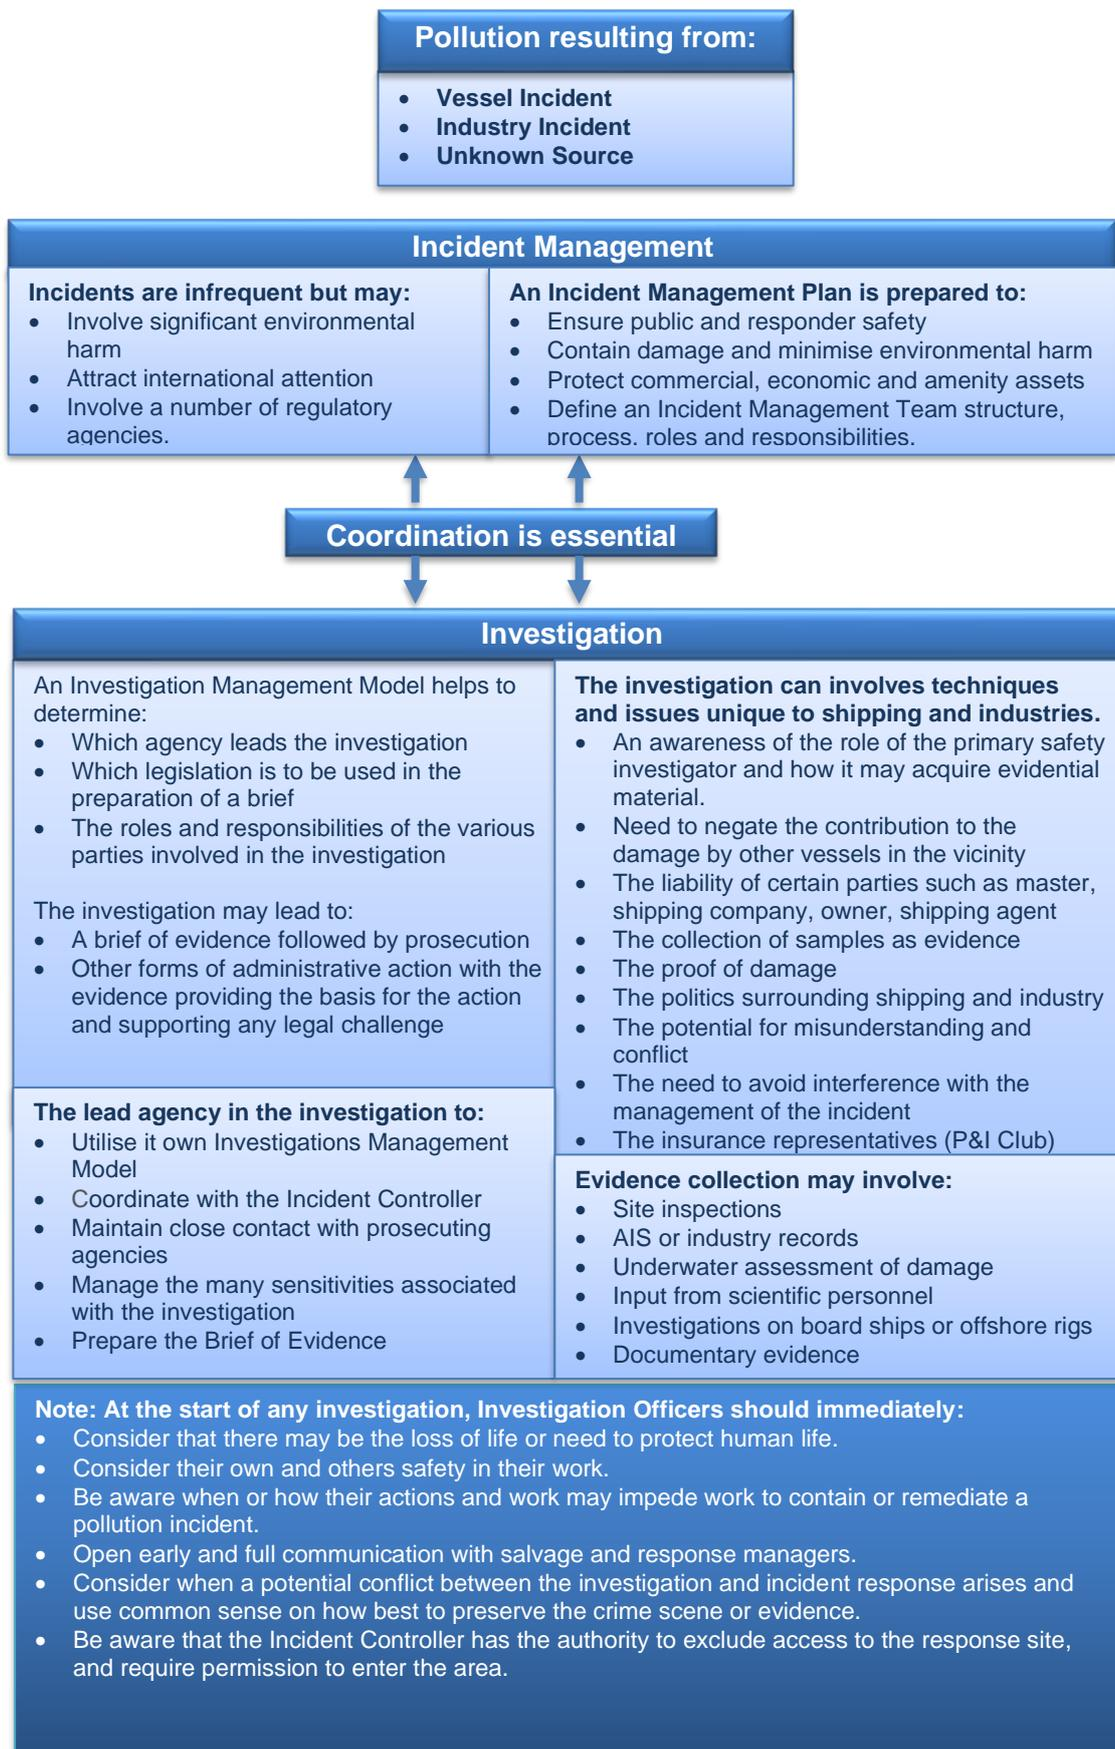 Pollution resulting from:
• Vessel Incident
• Industry Incident
• Unknown Source
Incident Management
Incidents are infrequent but may:
• Involve significant environmental
harm
• Attract international attention
• Involve a number of regulatory
agencies.
An Incident Management Plan is prepared to:
• Ensure public and responder safety
• Contain damage and minimise environmental harm
• Protect commercial, economic and amenity assets
• Define an Incident Management Team structure,
process, roles and responsibilities.
Coordination is essential
Investigation
An Investigation Management Model helps to
determine:
• Which agency leads the investigation
• Which legislation is to be used in the
preparation of a brief
• The roles and responsibilities of the various
parties involved in the investigation
The investigation may lead to:
• A brief of evidence followed by prosecution
• Other forms of administrative action with the
evidence providing the basis for the action
and supporting any legal challenge
The lead agency in the investigation to:
• Utilise it own Investigations Management
Model
• Coordinate with the Incident Controller
• Maintain close contact with prosecuting
agencies
• Manage the many sensitivities associated
with the investigation
• Prepare the Brief of Evidence
The investigation can involves techniques
and issues unique to shipping and industries.
• An awareness of the role of the primary safety
investigator and how it may acquire evidential
material.
• Need to negate the contribution to the
damage by other vessels in the vicinity
• The liability of certain parties such as master,
shipping company, owner, shipping agent
• The collection of samples as evidence
• The proof of damage
• The politics surrounding shipping and industry
• The potential for misunderstanding and
conflict
• The need to avoid interference with the
management of the incident
• The insurance representatives (P&I Club)
Evidence collection may involve:
• Site inspections
• AIS or industry records
• Underwater assessment of damage
• Input from scientific personnel
• Investigations on board ships or offshore rigs
• Documentary evidence
Note: At the start of any investigation, Investigation Officers should immediately:
• Consider that there may be the loss of life or need to protect human life.
• Consider their own and others safety in their work.
• Be aware when or how their actions and work may impede work to contain or remediate a
pollution incident.
• Open early and full communication with salvage and response managers.
• Consider when a potential conflict between the investigation and incident response arises and
use common sense on how best to preserve the crime scene or evidence.
• Be aware that the Incident Controller has the authority to exclude access to the response site,
and require permission to enter the area.